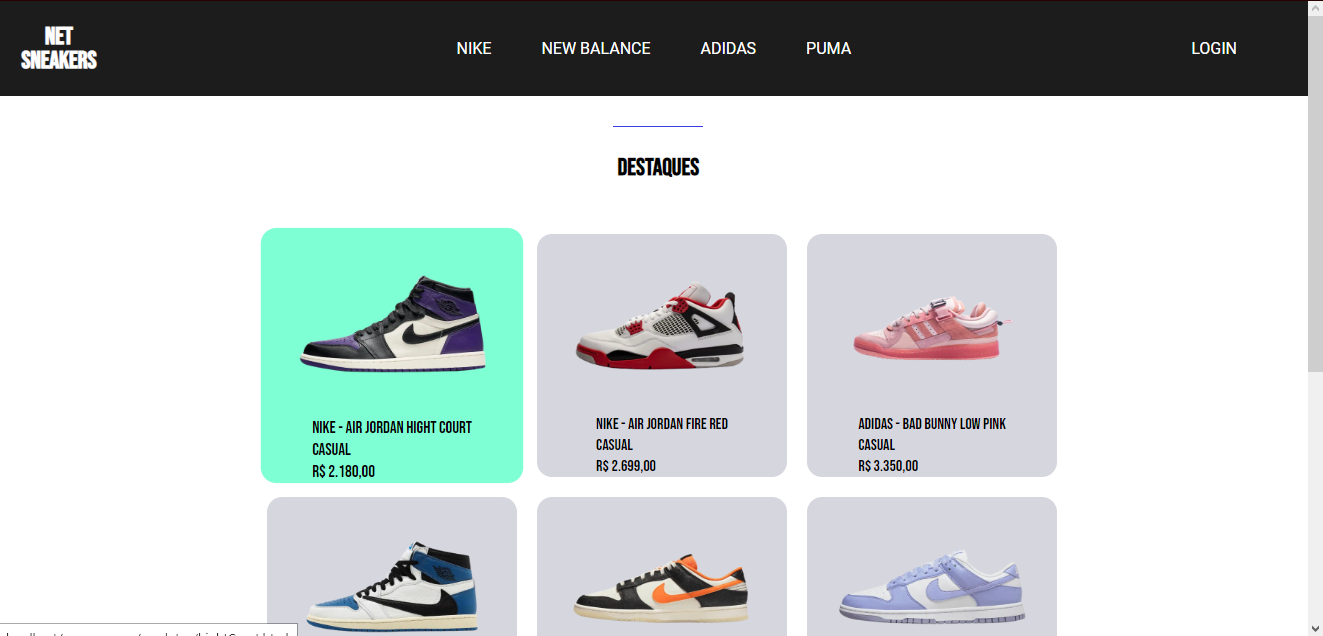 NET
SNEAKERS
NIKE
NEW BALANCE
ADIDAS
PUMA
LOGIN
DESTAQUES
NIKE - AIR JORDAN HIGHT COURT
CASUAL
R$ 2.180,00
NIKE - AIR JORDAN FIRE RED
CASUAL
R$ 2.699,00
ADIDAS - BAD BUNNY LOW PINK
CASUAL
R$ 3.350,00